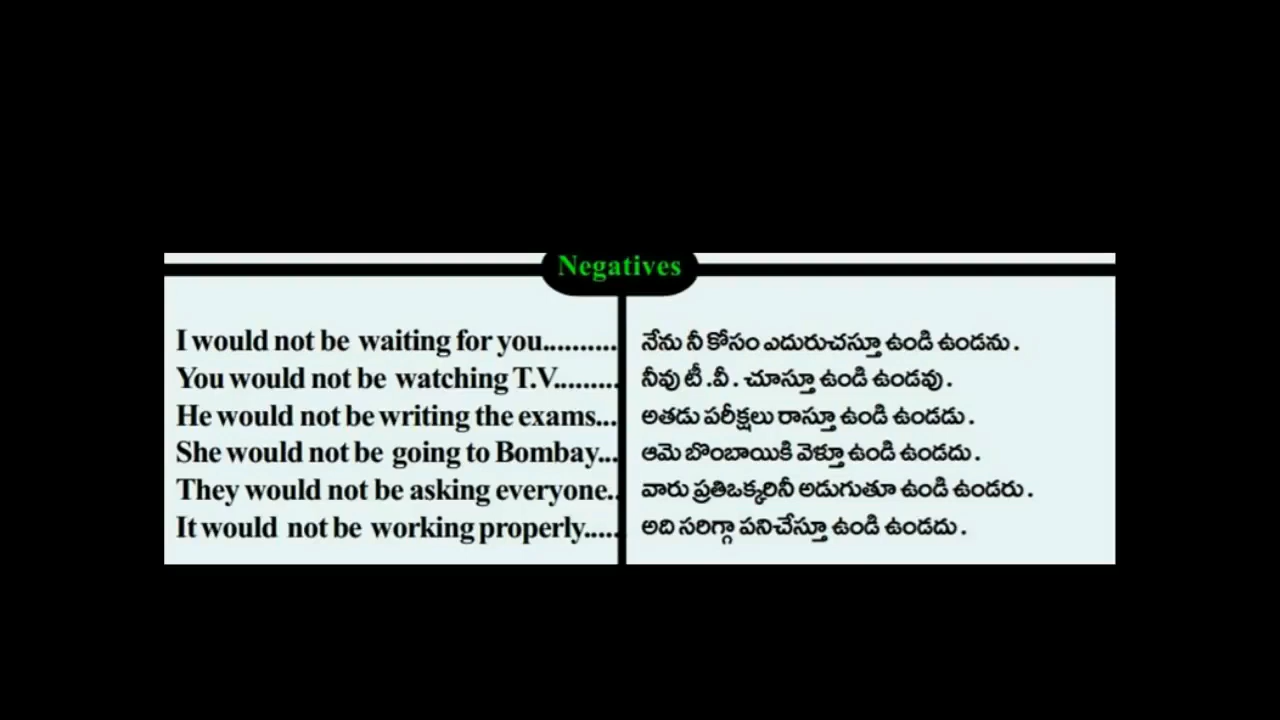 Negatives
I would not be waiting for you.......... నేను నీ కోసం ఎదురుచస్తూ ఉండి ఉండను.
You would not be watching T.V......... నీవు టీ.వీ. చూస్తూ ఉండి ఉండవు.
He would not be writing the exams... అతడు పరీక్షలు రాస్తూ ఉండి ఉండడు.
She would not be going to Bombay... ఆమె బొంబాయికి వెళ్తూ ఉండి ఉండదు.
They would not be asking everyone.. వారు ప్రతిఒక్కరినీ అడుగుతూ ఉండి ఉండరు.
It would not be working properly..... అది సరిగ్గా పనిచేస్తూ ఉండి ఉండదు.